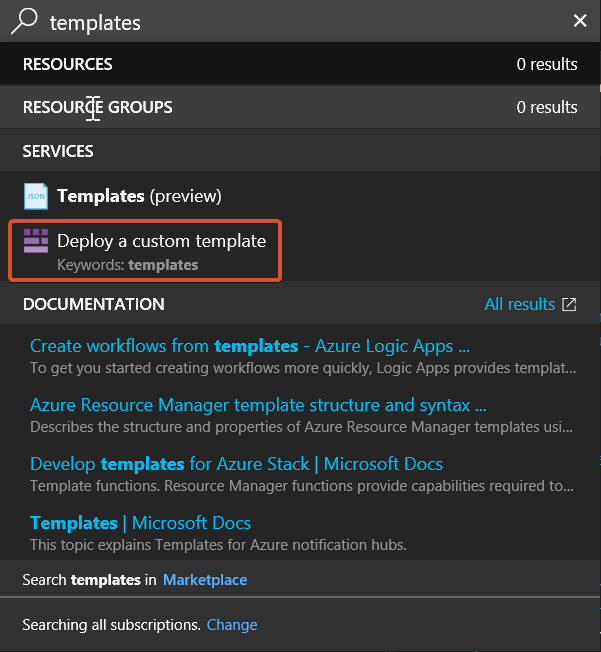 templates
RESOURCES 0 results
RESOURCE GROUPS 0 results
SERVICES
JSON Templates (preview)
Deploy a custom template
Keywords: templates
DOCUMENTATION All results
Create workflows from templates - Azure Logic Apps ...
To get you started creating workflows more quickly, Logic Apps provides templat...
Azure Resource Manager template structure and syntax ...
Describes the structure and properties of Azure Resource Manager templates usi...
Develop templates for Azure Stack | Microsoft Docs
Template functions. Resource Manager functions provide capabilities required to...
Templates | Microsoft Docs
This topic explains Templates for Azure notification hubs.
Search templates in Marketplace
Searching all subscriptions. Change